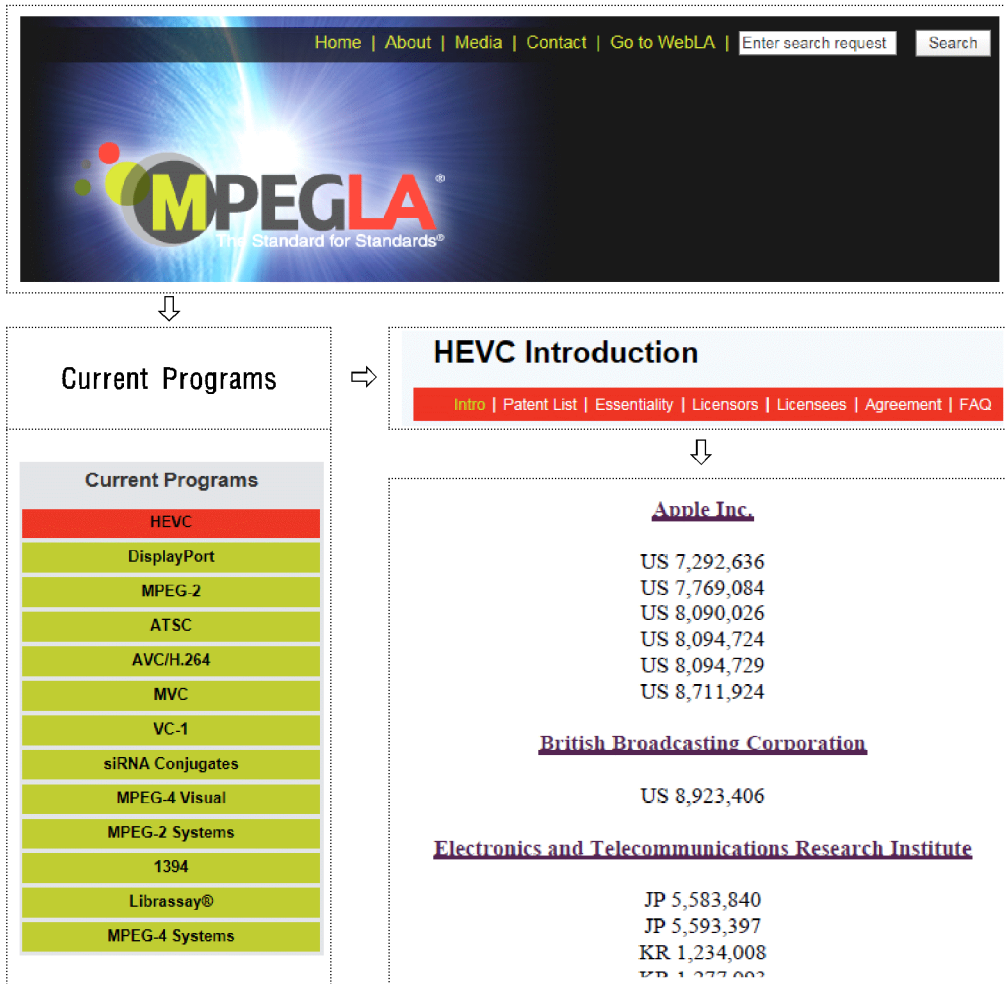 Home | About | Media | Contact | Go to WebLA | Enter search request Search
MPEGLA®
The Standard for Standards®
Current Programs
HEVC Introduction
Intro | Patent List | Essentiality | Licensors | Licensees | Agreement | FAQ
Current Programs
HEVC
DisplayPort
MPEG-2
ATSC
AVC/H.264
MVC
VC-1
siRNA Conjugates
MPEG-4 Visual
MPEG-2 Systems
1394
Librassay®
MPEG-4 Systems
Apple Inc.
US 7,292,636
US 7,769,084
US 8,090,026
US 8,094,724
US 8,094,729
US 8,711,924
British Broadcasting Corporation
US 8,923,406
Electronics and Telecommunications Research Institute
JP 5,583,840
JP 5,593,397
KR 1,234,008